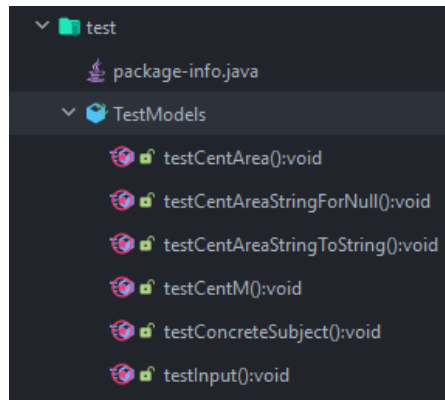 test
package-info.java
TestModels
testCentArea():void
testCentAreaStringForNull():void
testCentAreaStringToString():void
testCentM():void
testConcreteSubject():void
testInput():void